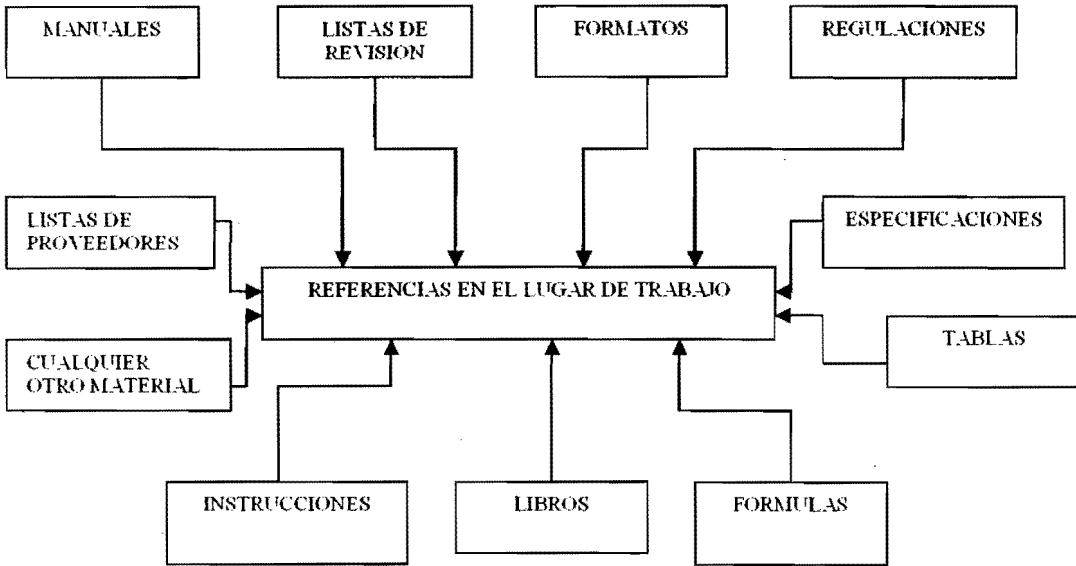 MANUALES
LISTAS DE
REVISION
FORMATOS
REGULACIONES
LISTAS DE
PROVEEDORES
ESPECIFICACIONES
REFERENCIAS EN EL LUGAR DE TRABAJO
CUALQUIER
OTRO MATERIAL
TABLAS
INSTRUCCIONES
LIBROS
FORMULAS